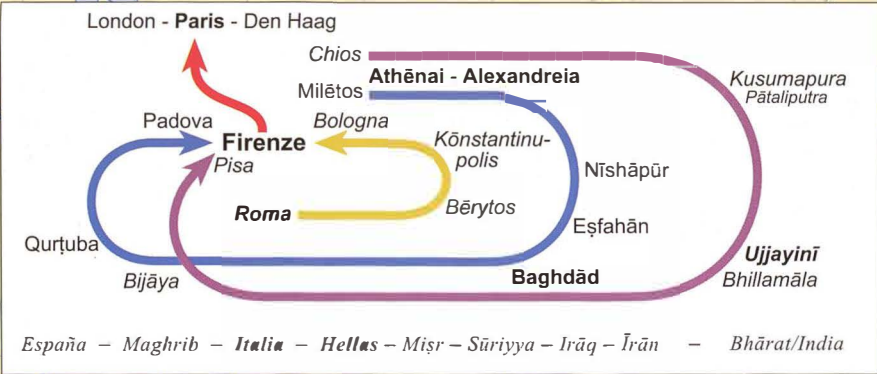 London - Paris - Den Haag
Chios
Athēnai - Alexandreia
Milētos
Kusumapura
Pātaliputra
Padova
Bologna
Firenze
Pisa
Kōnstantinu-
polis
Nīshāpūr
Roma
Bērytos
Eşfahān
Qurṭuba
Bijāya
Baghdād
Ujjayinī
Bhillamāla
España – Maghrib – Italia – Hellas – Miṣr – Sūriyya – Irāq – Īrān – Bhārat/India